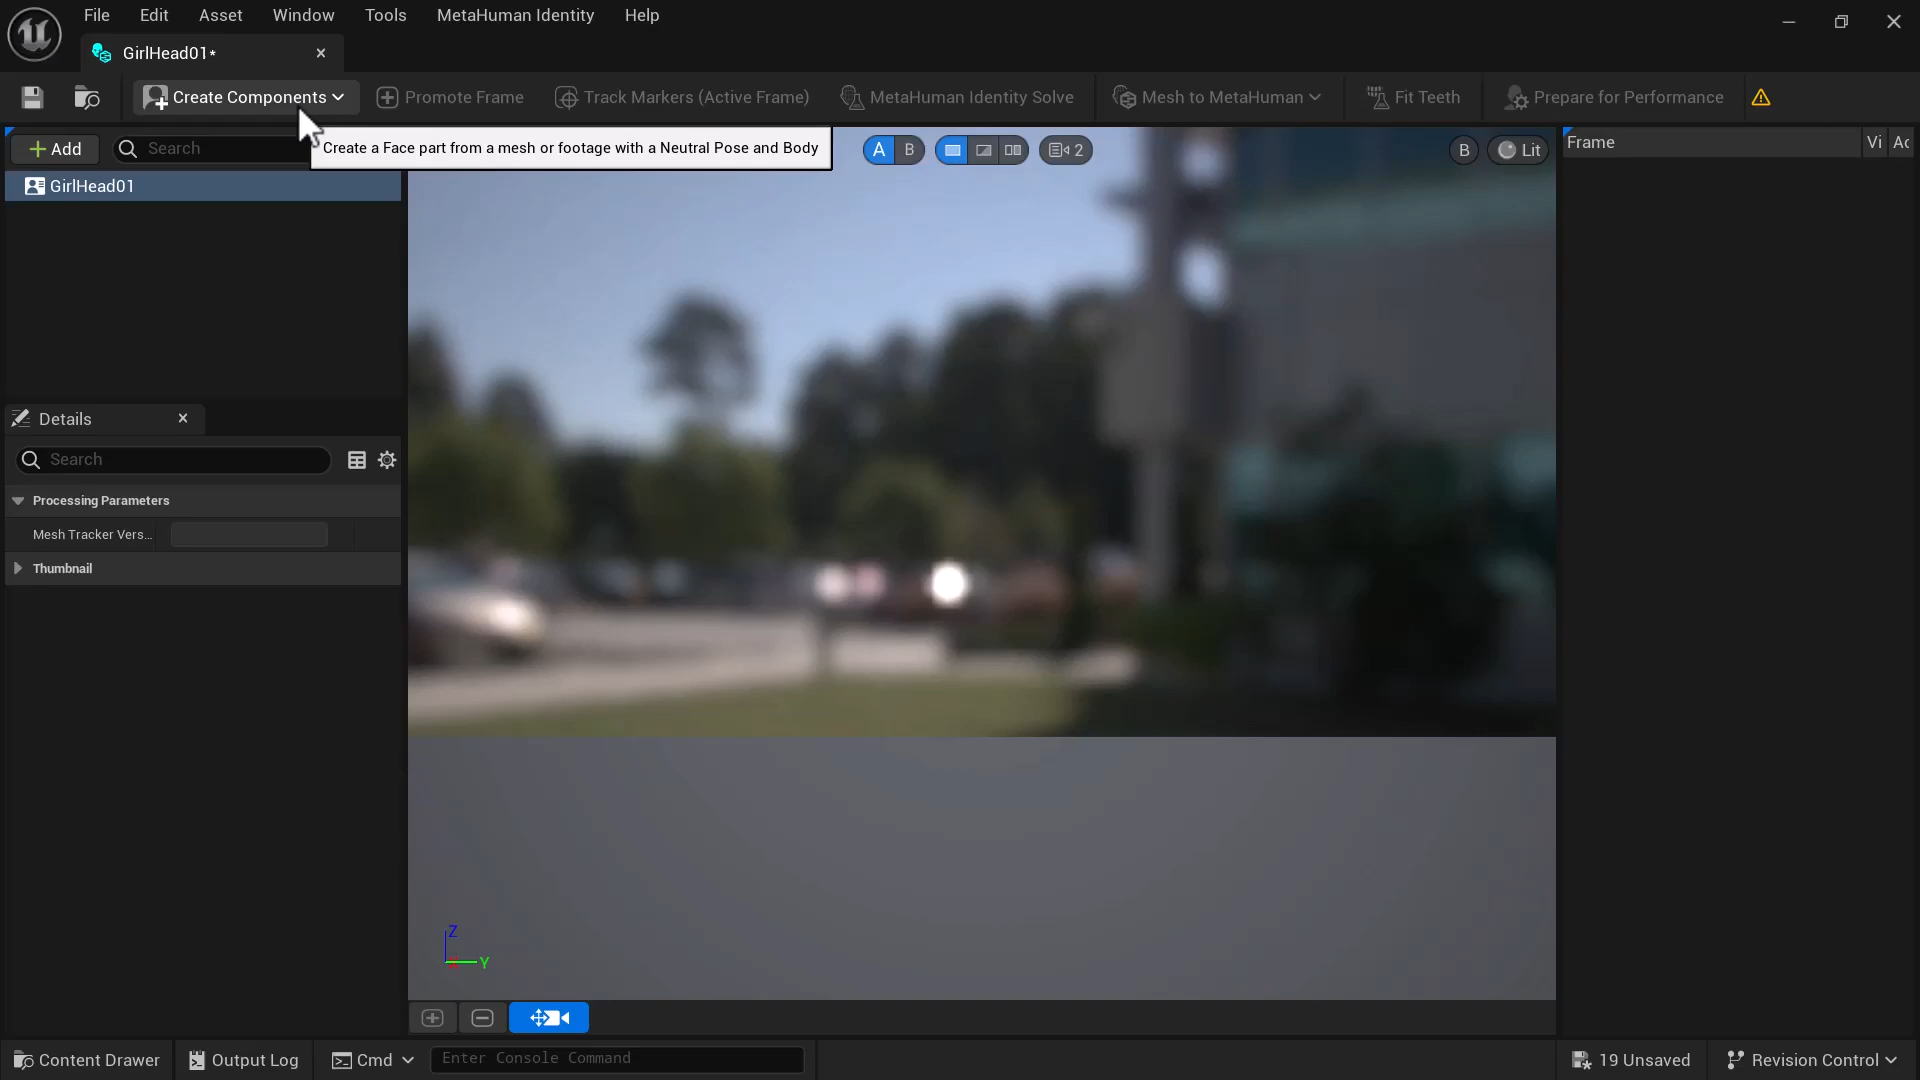 File Edit Asset Window Tools MetaHuman Identity Help
GirlHead01*
Create Components Promote Frame Track Markers (Active Frame) MetaHuman Identity Solve Mesh to MetaHuman Fit Teeth Prepare for Performance
Add Search
Create a Face part from a mesh or footage with a Neutral Pose and Body
A B 2 B Lit
Frame Vi Ac
GirlHead01
Details
Search
Processing Parameters
Mesh Tracker Vers...
Thumbnail
Z
X Y
Content Drawer Output Log Cmd Enter Console Command 19 Unsaved Revision Control